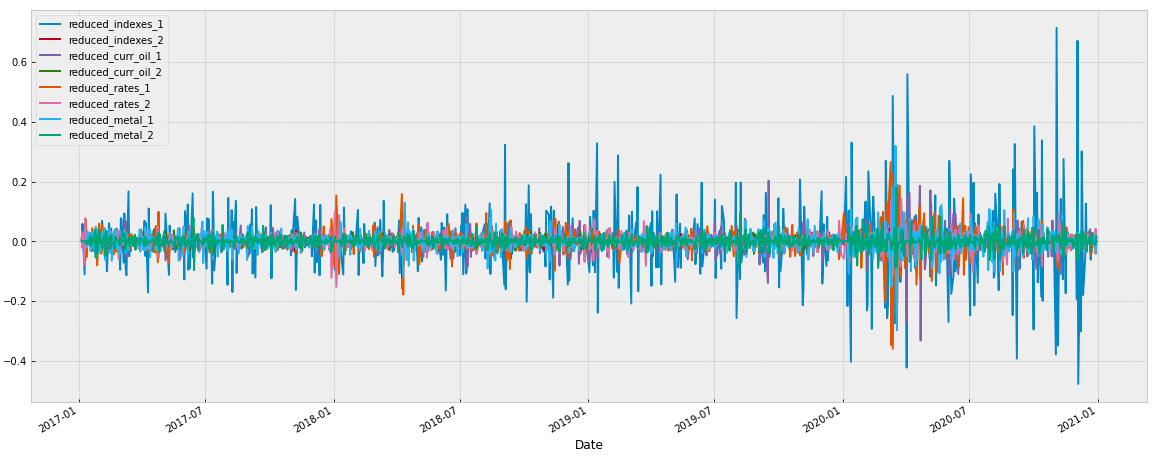 reduced_indexes_1
reduced_indexes_2
reduced_curr_oil_1
reduced_curr_oil_2
reduced_rates_1
reduced_rates_2
reduced_metal_1
reduced_metal_2
0.6
0.4
0.2
0.0
−0.2
−0.4
2017-01
2017-07
2018-01
2018-07
2019-01
2019-07
2020-01
2020-07
2021-01
Date